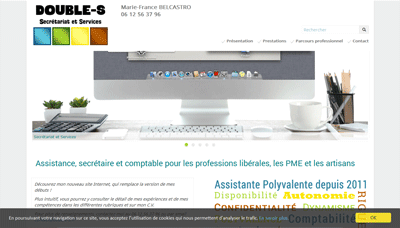 DOUBLE-S
Secrétariat et Services
Marie-France BELCASTRO
06 12 56 37 96
Rechercher
Présentation
Prestations
Parcours professionnel
Contact
Secrétariat et Services
Assistance, secrétaire et comptable pour les professions libérales, les PME et les artisans
Découvrez mon nouveau site Internet, qui remplace la version de mes
débuts !
Plus intuitif, vous pourrez y consulter le détail de mes expériences et de mes
compétences dans les différentes rubriques et sur mon C.V.
Assistante Polyvalente depuis 2011
Disponibilité
Autonomie
Confidentialité
Dynamisme
Comptabilité
En poursuivant votre navigation sur ce site, vous acceptez l'utilisation de cookies qui nous permettent d'analyser le trafic.
En savoir plus
OK